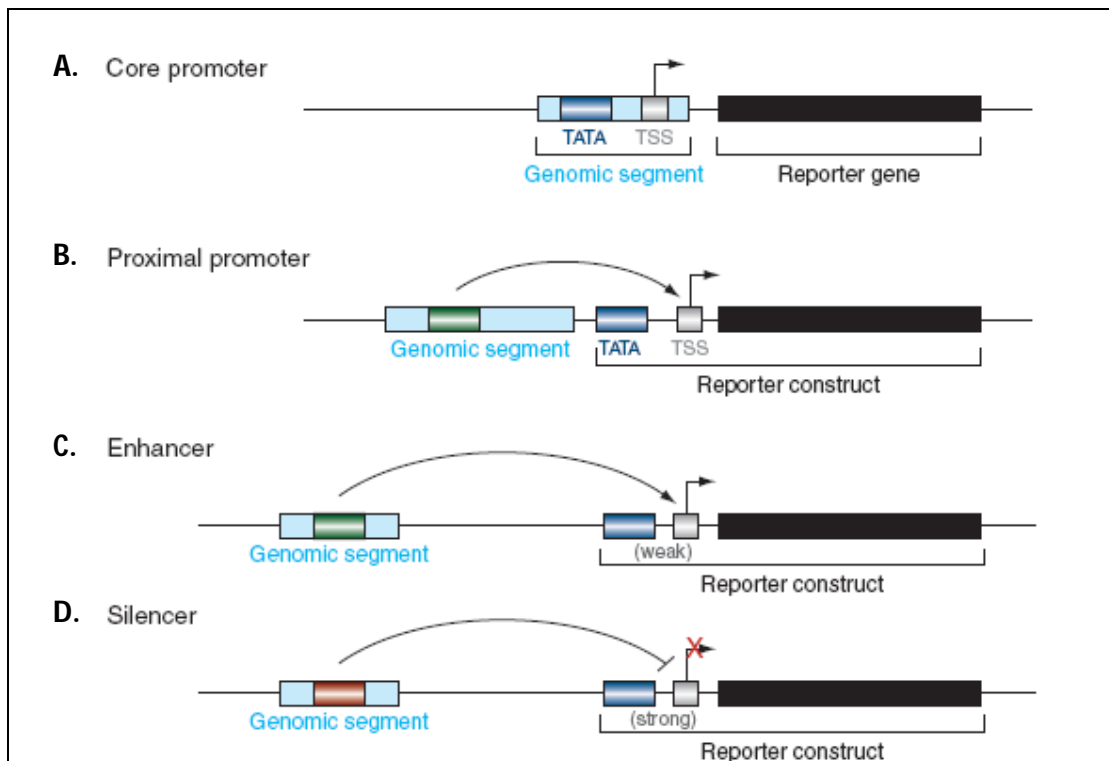 A. Core promoter
TATA TSS
Genomic segment Reporter gene
B. Proximal promoter
Genomic segment TATA TSS
Reporter construct
C. Enhancer
Genomic segment (weak)
Reporter construct
D. Silencer
X
Genomic segment (strong)
Reporter construct